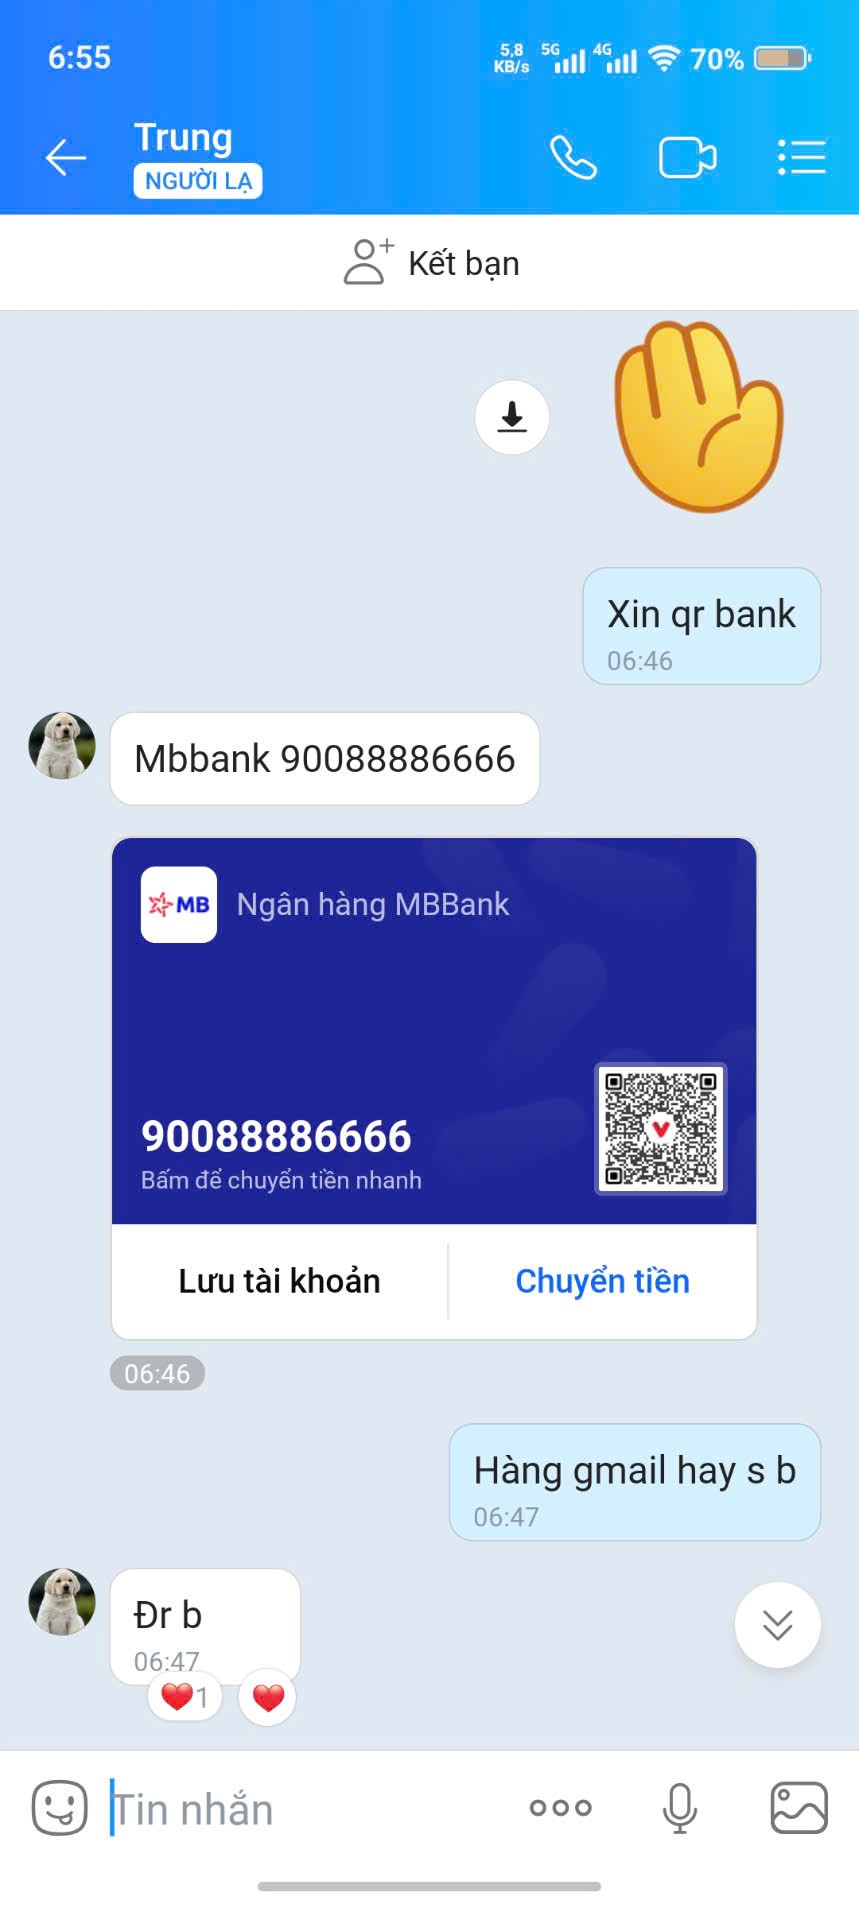 6:55
5,8
KB/s
5G
4G
70%
Trung
NGƯỜI LẠ
Kết bạn
Xin qr bank
06:46
Mbbank 90088886666
MB
Ngân hàng MBBank
90088886666
Bấm để chuyển tiền nhanh
Lưu tài khoản
Chuyển tiền
06:46
Hàng gmail hay s b
06:47
Đr b
06:47
1
Tin nhắn